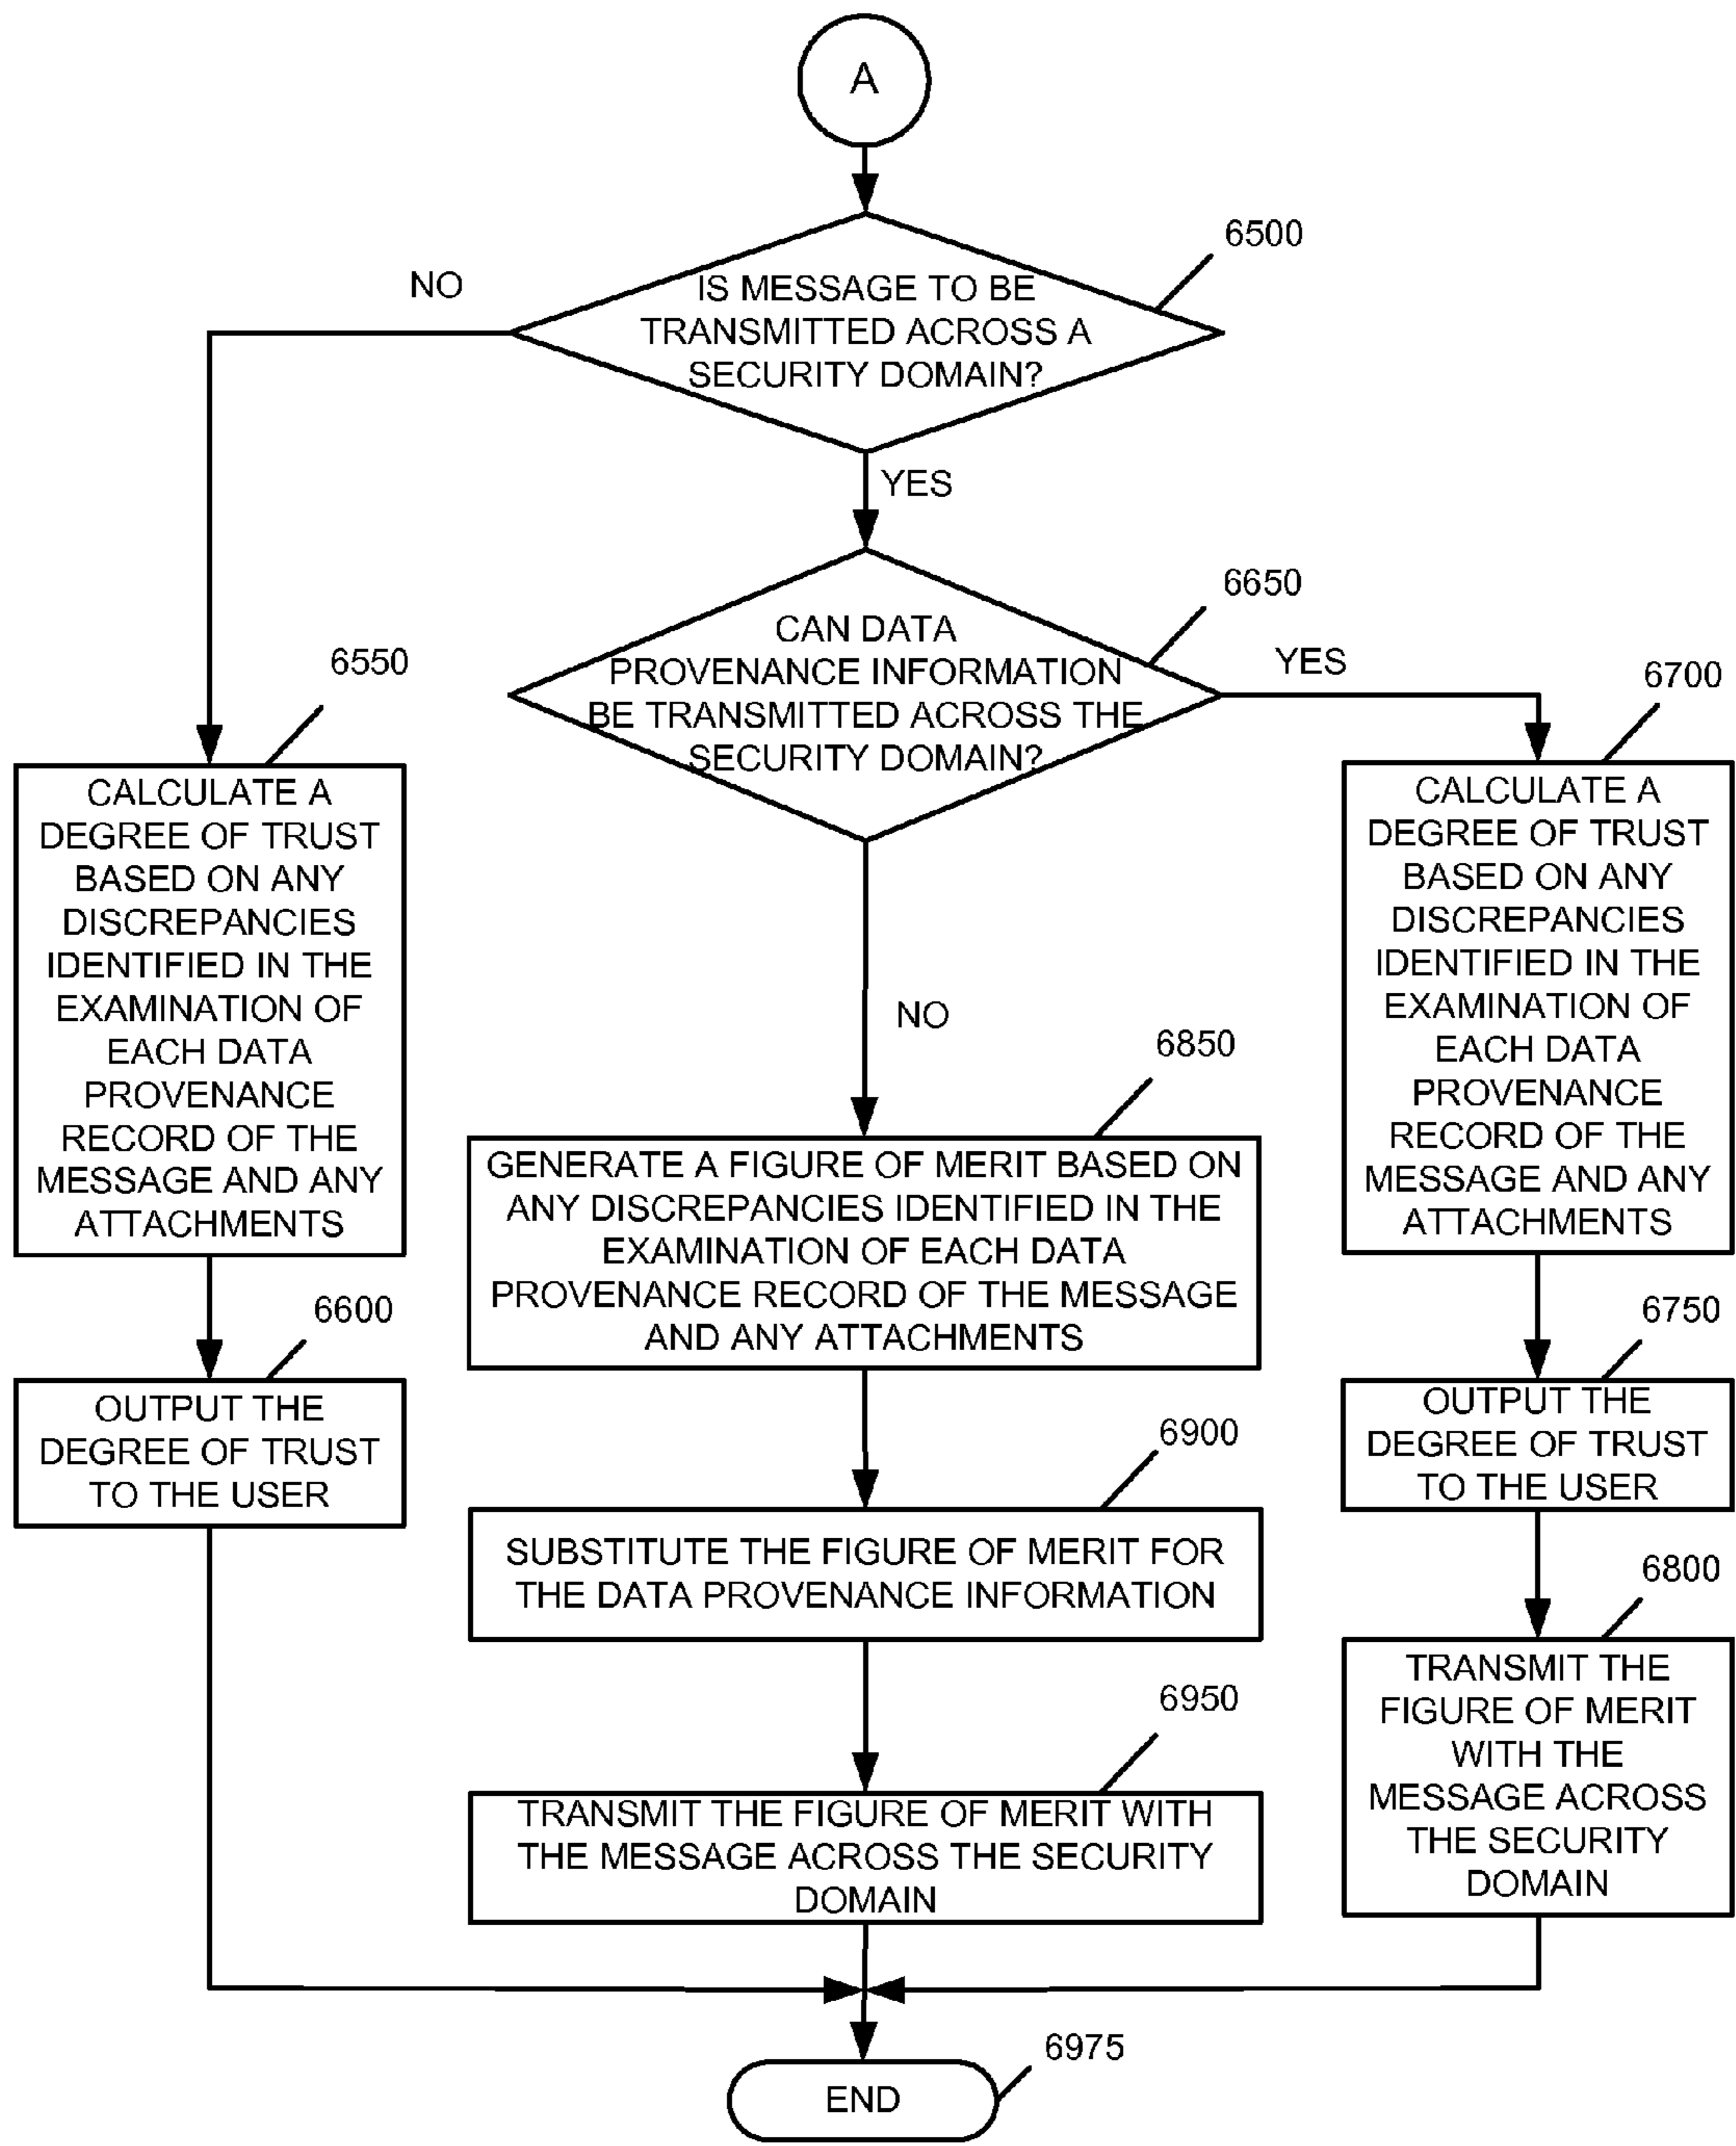 A
6500
NO
IS MESSAGE TO BE
TRANSMITTED ACROSS A
SECURITY DOMAIN?
YES
6650
CAN DATA
PROVENANCE INFORMATION
BE TRANSMITTED ACROSS THE
SECURITY DOMAIN?
YES
NO
6550
CALCULATE A
DEGREE OF TRUST
BASED ON ANY
DISCREPANCIES
IDENTIFIED IN THE
EXAMINATION OF
EACH DATA
PROVENANCE
RECORD OF THE
MESSAGE AND ANY
ATTACHMENTS
6600
OUTPUT THE
DEGREE OF TRUST
TO THE USER
6850
GENERATE A FIGURE OF MERIT BASED ON
ANY DISCREPANCIES IDENTIFIED IN THE
EXAMINATION OF EACH DATA
PROVENANCE RECORD OF THE MESSAGE
AND ANY ATTACHMENTS
6900
SUBSTITUTE THE FIGURE OF MERIT FOR
THE DATA PROVENANCE INFORMATION
6950
TRANSMIT THE FIGURE OF MERIT WITH
THE MESSAGE ACROSS THE SECURITY
DOMAIN
6700
CALCULATE A
DEGREE OF TRUST
BASED ON ANY
DISCREPANCIES
IDENTIFIED IN THE
EXAMINATION OF
EACH DATA
PROVENANCE
RECORD OF THE
MESSAGE AND ANY
ATTACHMENTS
6750
OUTPUT THE
DEGREE OF TRUST
TO THE USER
6800
TRANSMIT THE
FIGURE OF MERIT
WITH THE
MESSAGE ACROSS
THE SECURITY
DOMAIN
6975
END